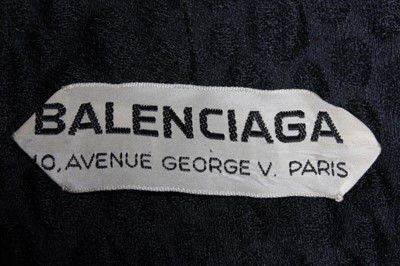 BALENCIAGA
10, AVENUE GEORGE V. PARIS